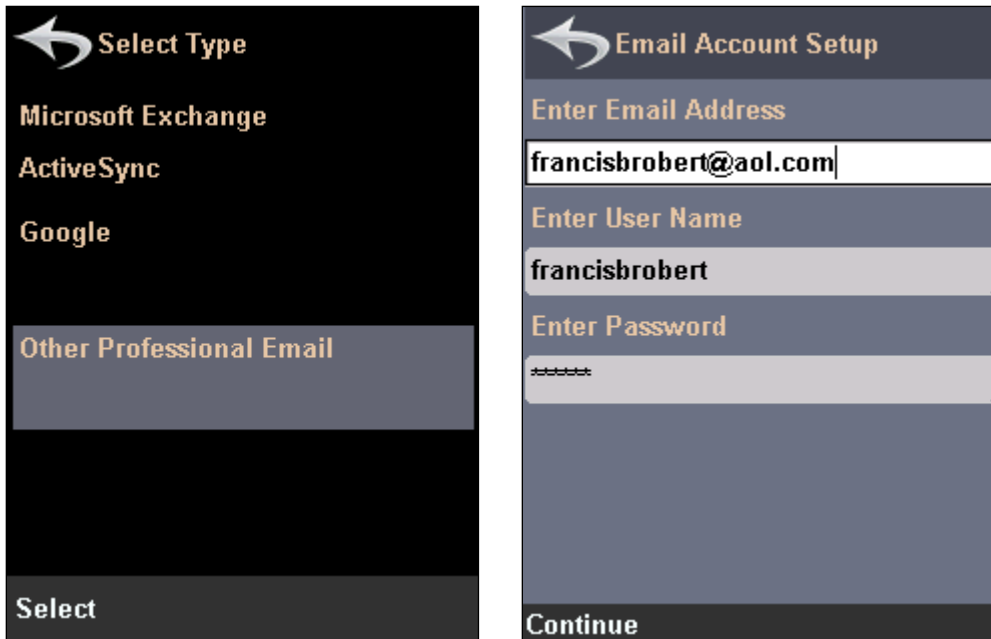 Select Type
Microsoft Exchange
ActiveSync
Google
Other Professional Email
Select
Email Account Setup
Enter Email Address
francisbrobert@aol.com
Enter User Name
francisbrobert
Enter Password
******
Continue